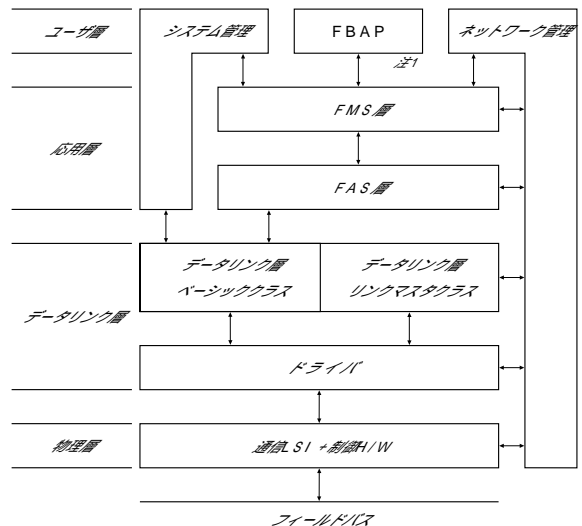 ユーザ層
システム管理
FBAP
ネットワーク管理
注1
応用層
FMS層
FAS層
データリンク層
データリンク層
ベーシッククラス
データリンク層
リンクマスタクラス
ドライバ
物理層
通信LSI+制御H/W
フィールドバス